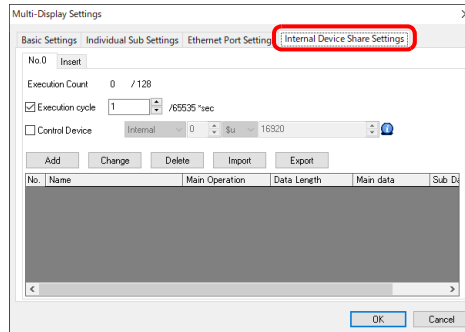 Multi-Display Settings
Basic Settings Individual Sub Settings Ethernet Port Setting Internal Device Share Settings
No.0 Insert
Execution Count 0 / 128
Execution cycle 1 /65535 *sec
Control Device Internal 0 $u 16920
Add Change Delete Import Export
No. Name Main Operation Data Length Main data Sub Da
OK Cancel